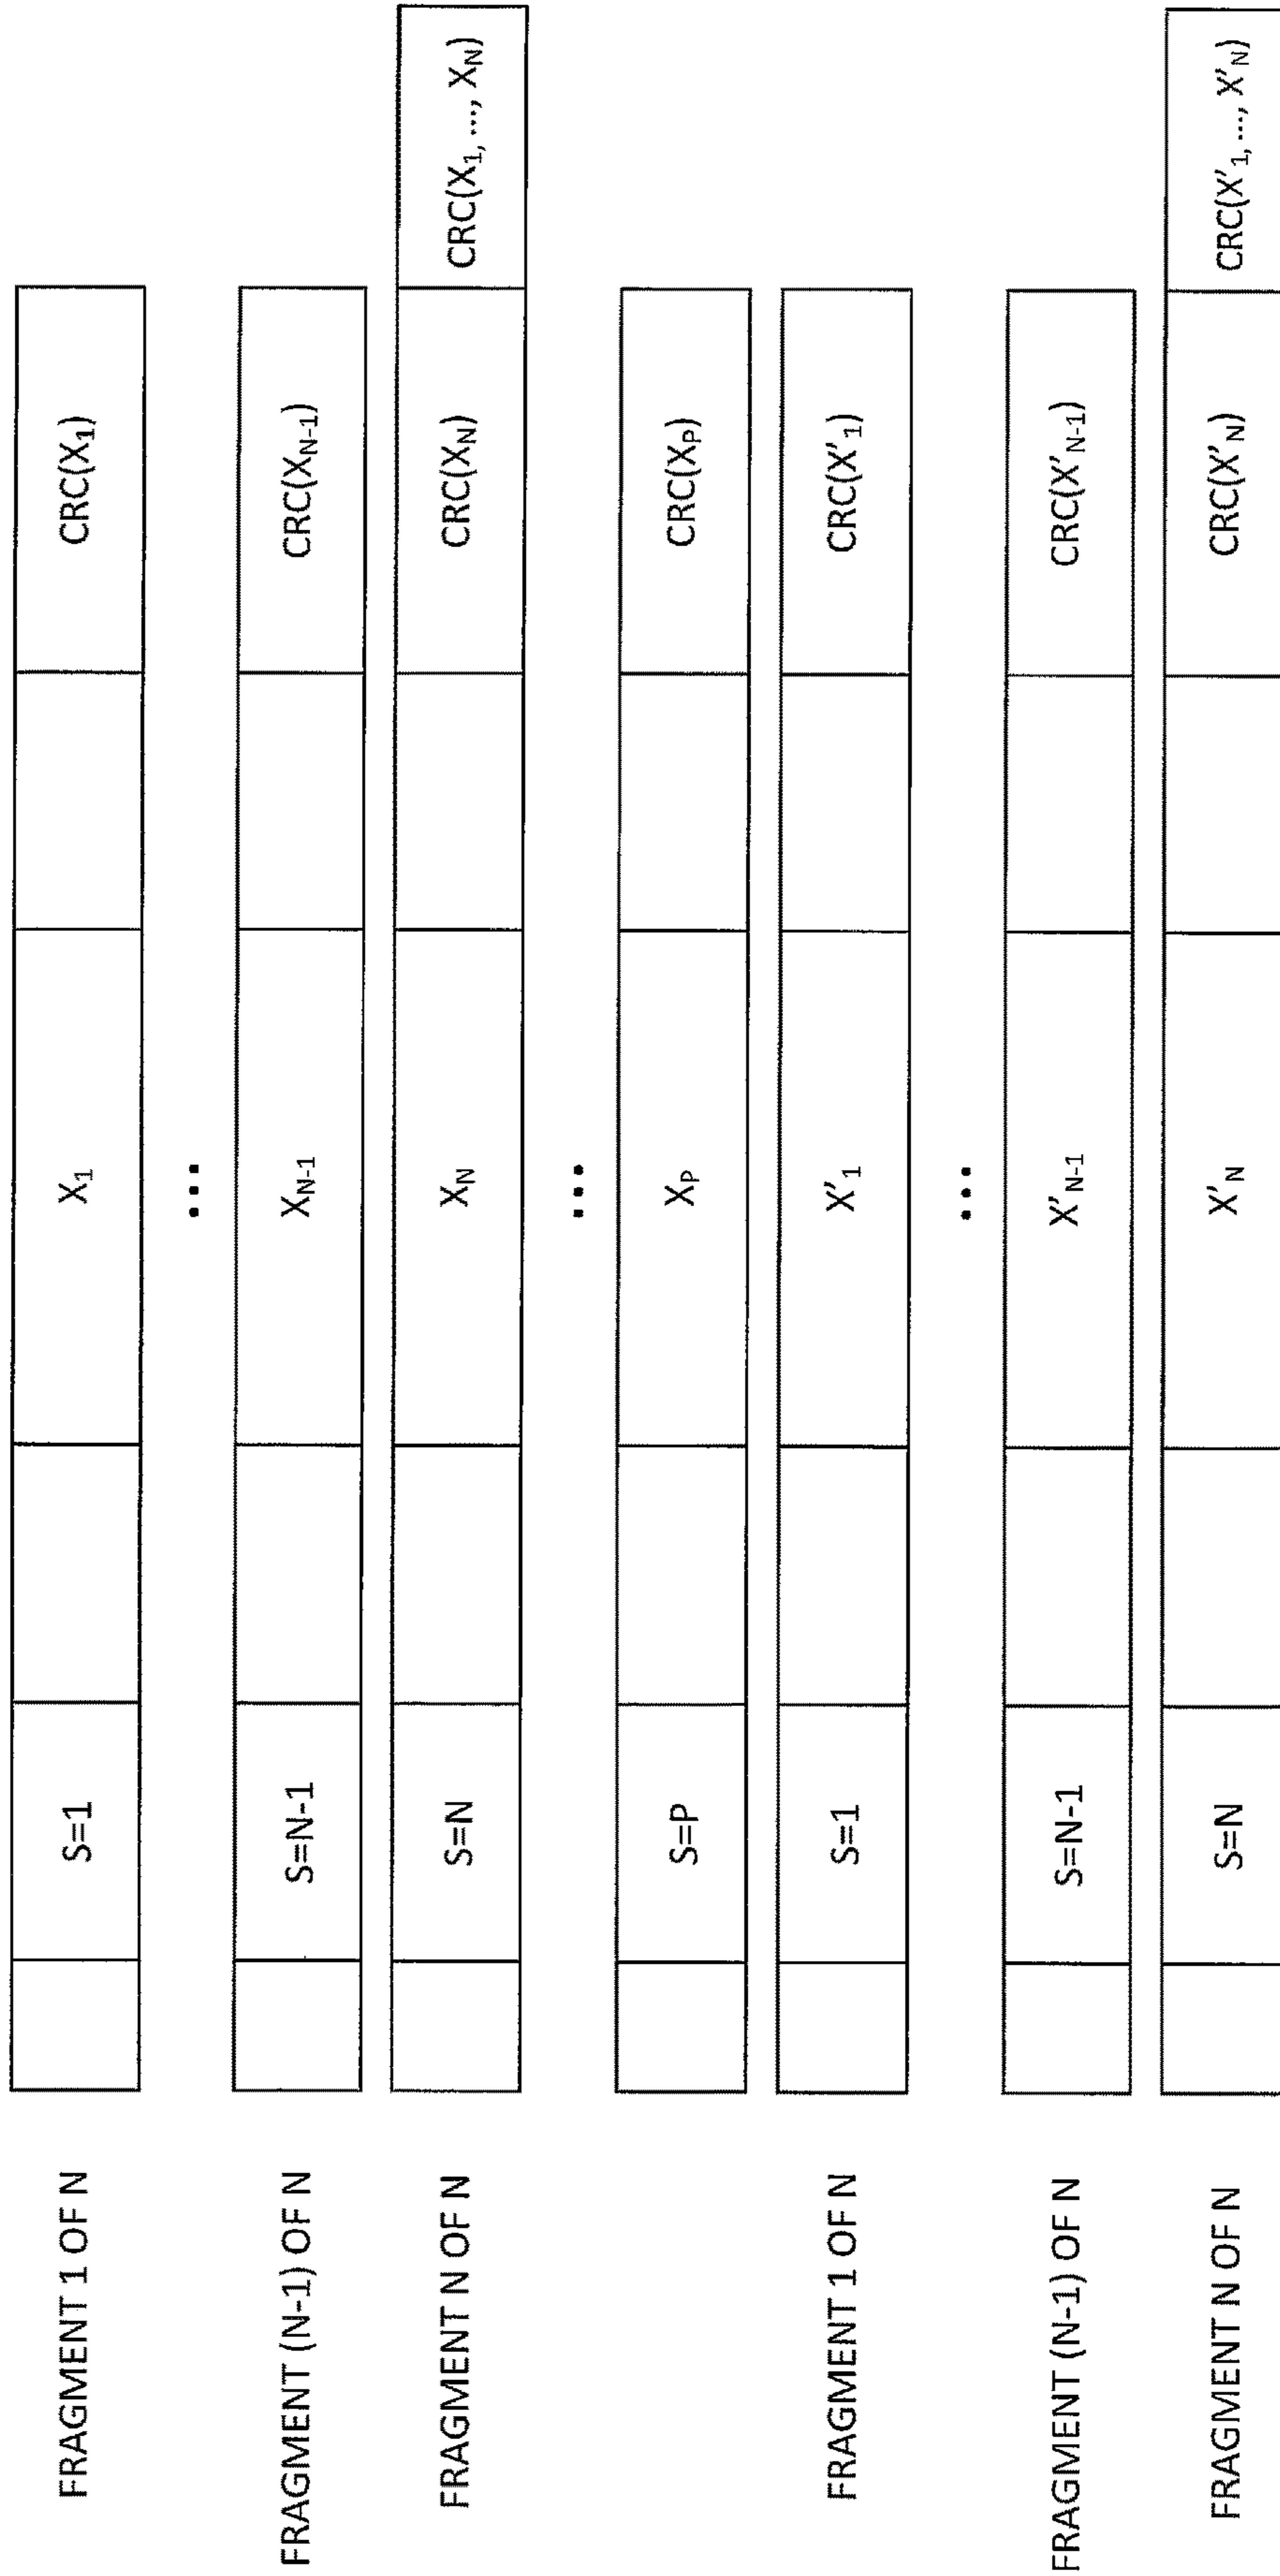 FRAGMENT 1 OF N S=1 X₁ CRC(X₁)
...
FRAGMENT (N-1) OF N S=N-1 X_N-1 CRC(X_N-1)
FRAGMENT N OF N S=N X_N CRC(X_N) CRC(X₁, ..., X_N)
...
S=P X_P CRC(X_P)
FRAGMENT 1 OF N S=1 X'₁ CRC(X'₁)
...
FRAGMENT (N-1) OF N S=N-1 X'_N-1 CRC(X'_N-1)
FRAGMENT N OF N S=N X'_N CRC(X'_N) CRC(X'₁, ..., X'_N)